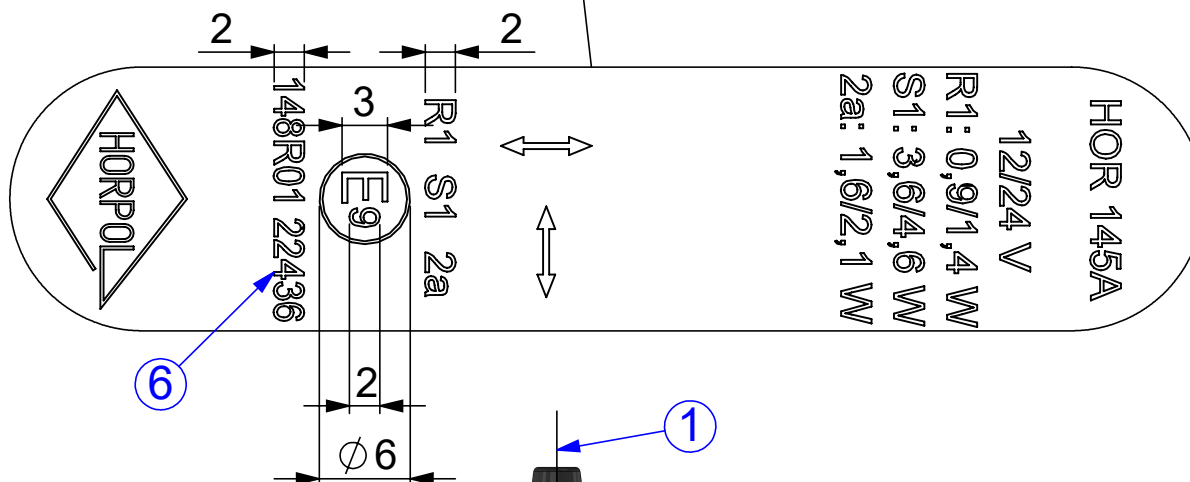 2
2
3
HORPOL
148R01 22436
E9
R1 S1 2a
2a: 1,6/2,1 W
S1: 3,6/4,6 W
R1: 0,9/1,4 W
12/24 V
HOR 145A
6
2
1
⌀6